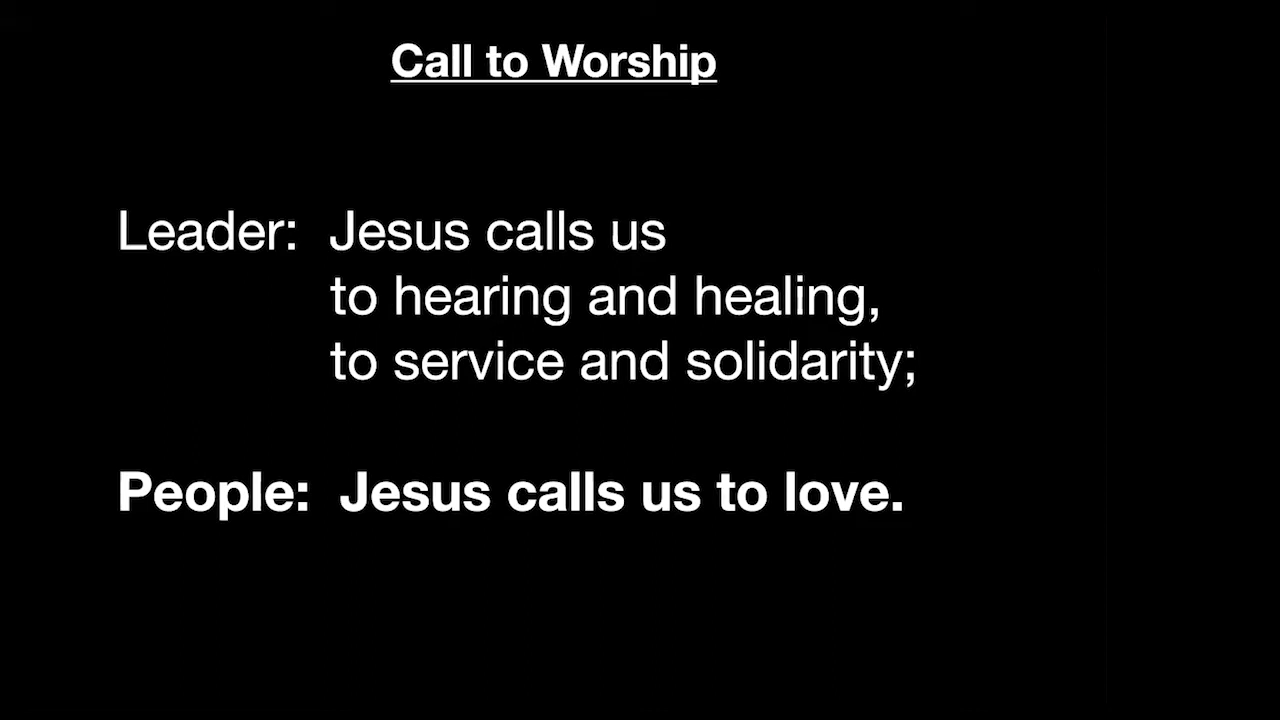 Call to Worship
Leader: Jesus calls us
to hearing and healing,
to service and solidarity;
People: Jesus calls us to love.